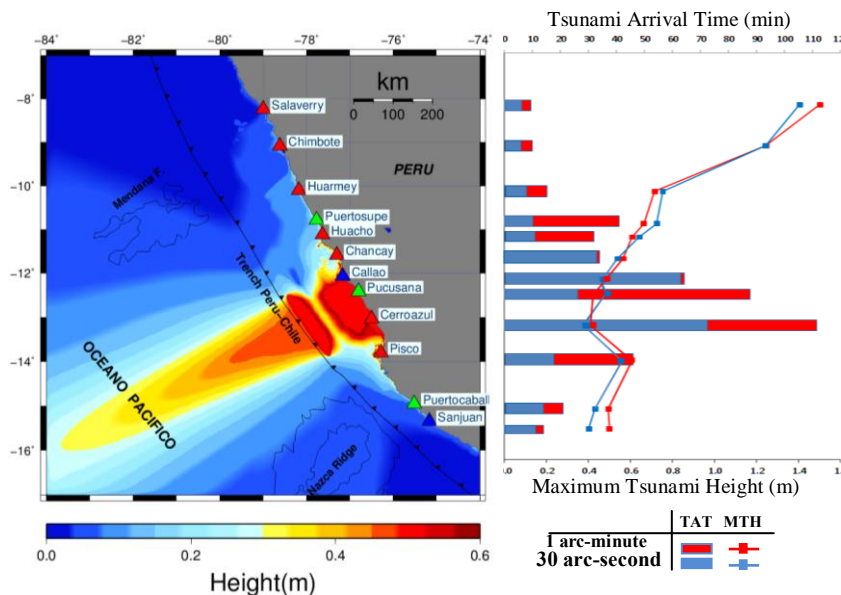 Tsunami Arrival Time (min)
−84 −82 −80 −78 −76 −74
0 10 20 30 40 50 60 70 80 90 100 110 120
km
0 100 200
−8°
−10°
−12°
−14°
−16°
Salaverry
Chimbote
PERU
Huarmey
Mendana F.
Puertosupe
Huacho
Chancay
Callao
Trench Peru-Chile
Pucusana
Cerroazul
OCEANO PACIFICO
Pisco
Puertocaball
Sanjuan
Nazca Ridge
0.0 0.2 0.4 0.6 0.8 1.0 1.2 1.4
Maximum Tsunami Height (m)
0.0 0.2 0.4 0.6
Height(m)
TAT MTH
1 arc-minute
30 arc-second